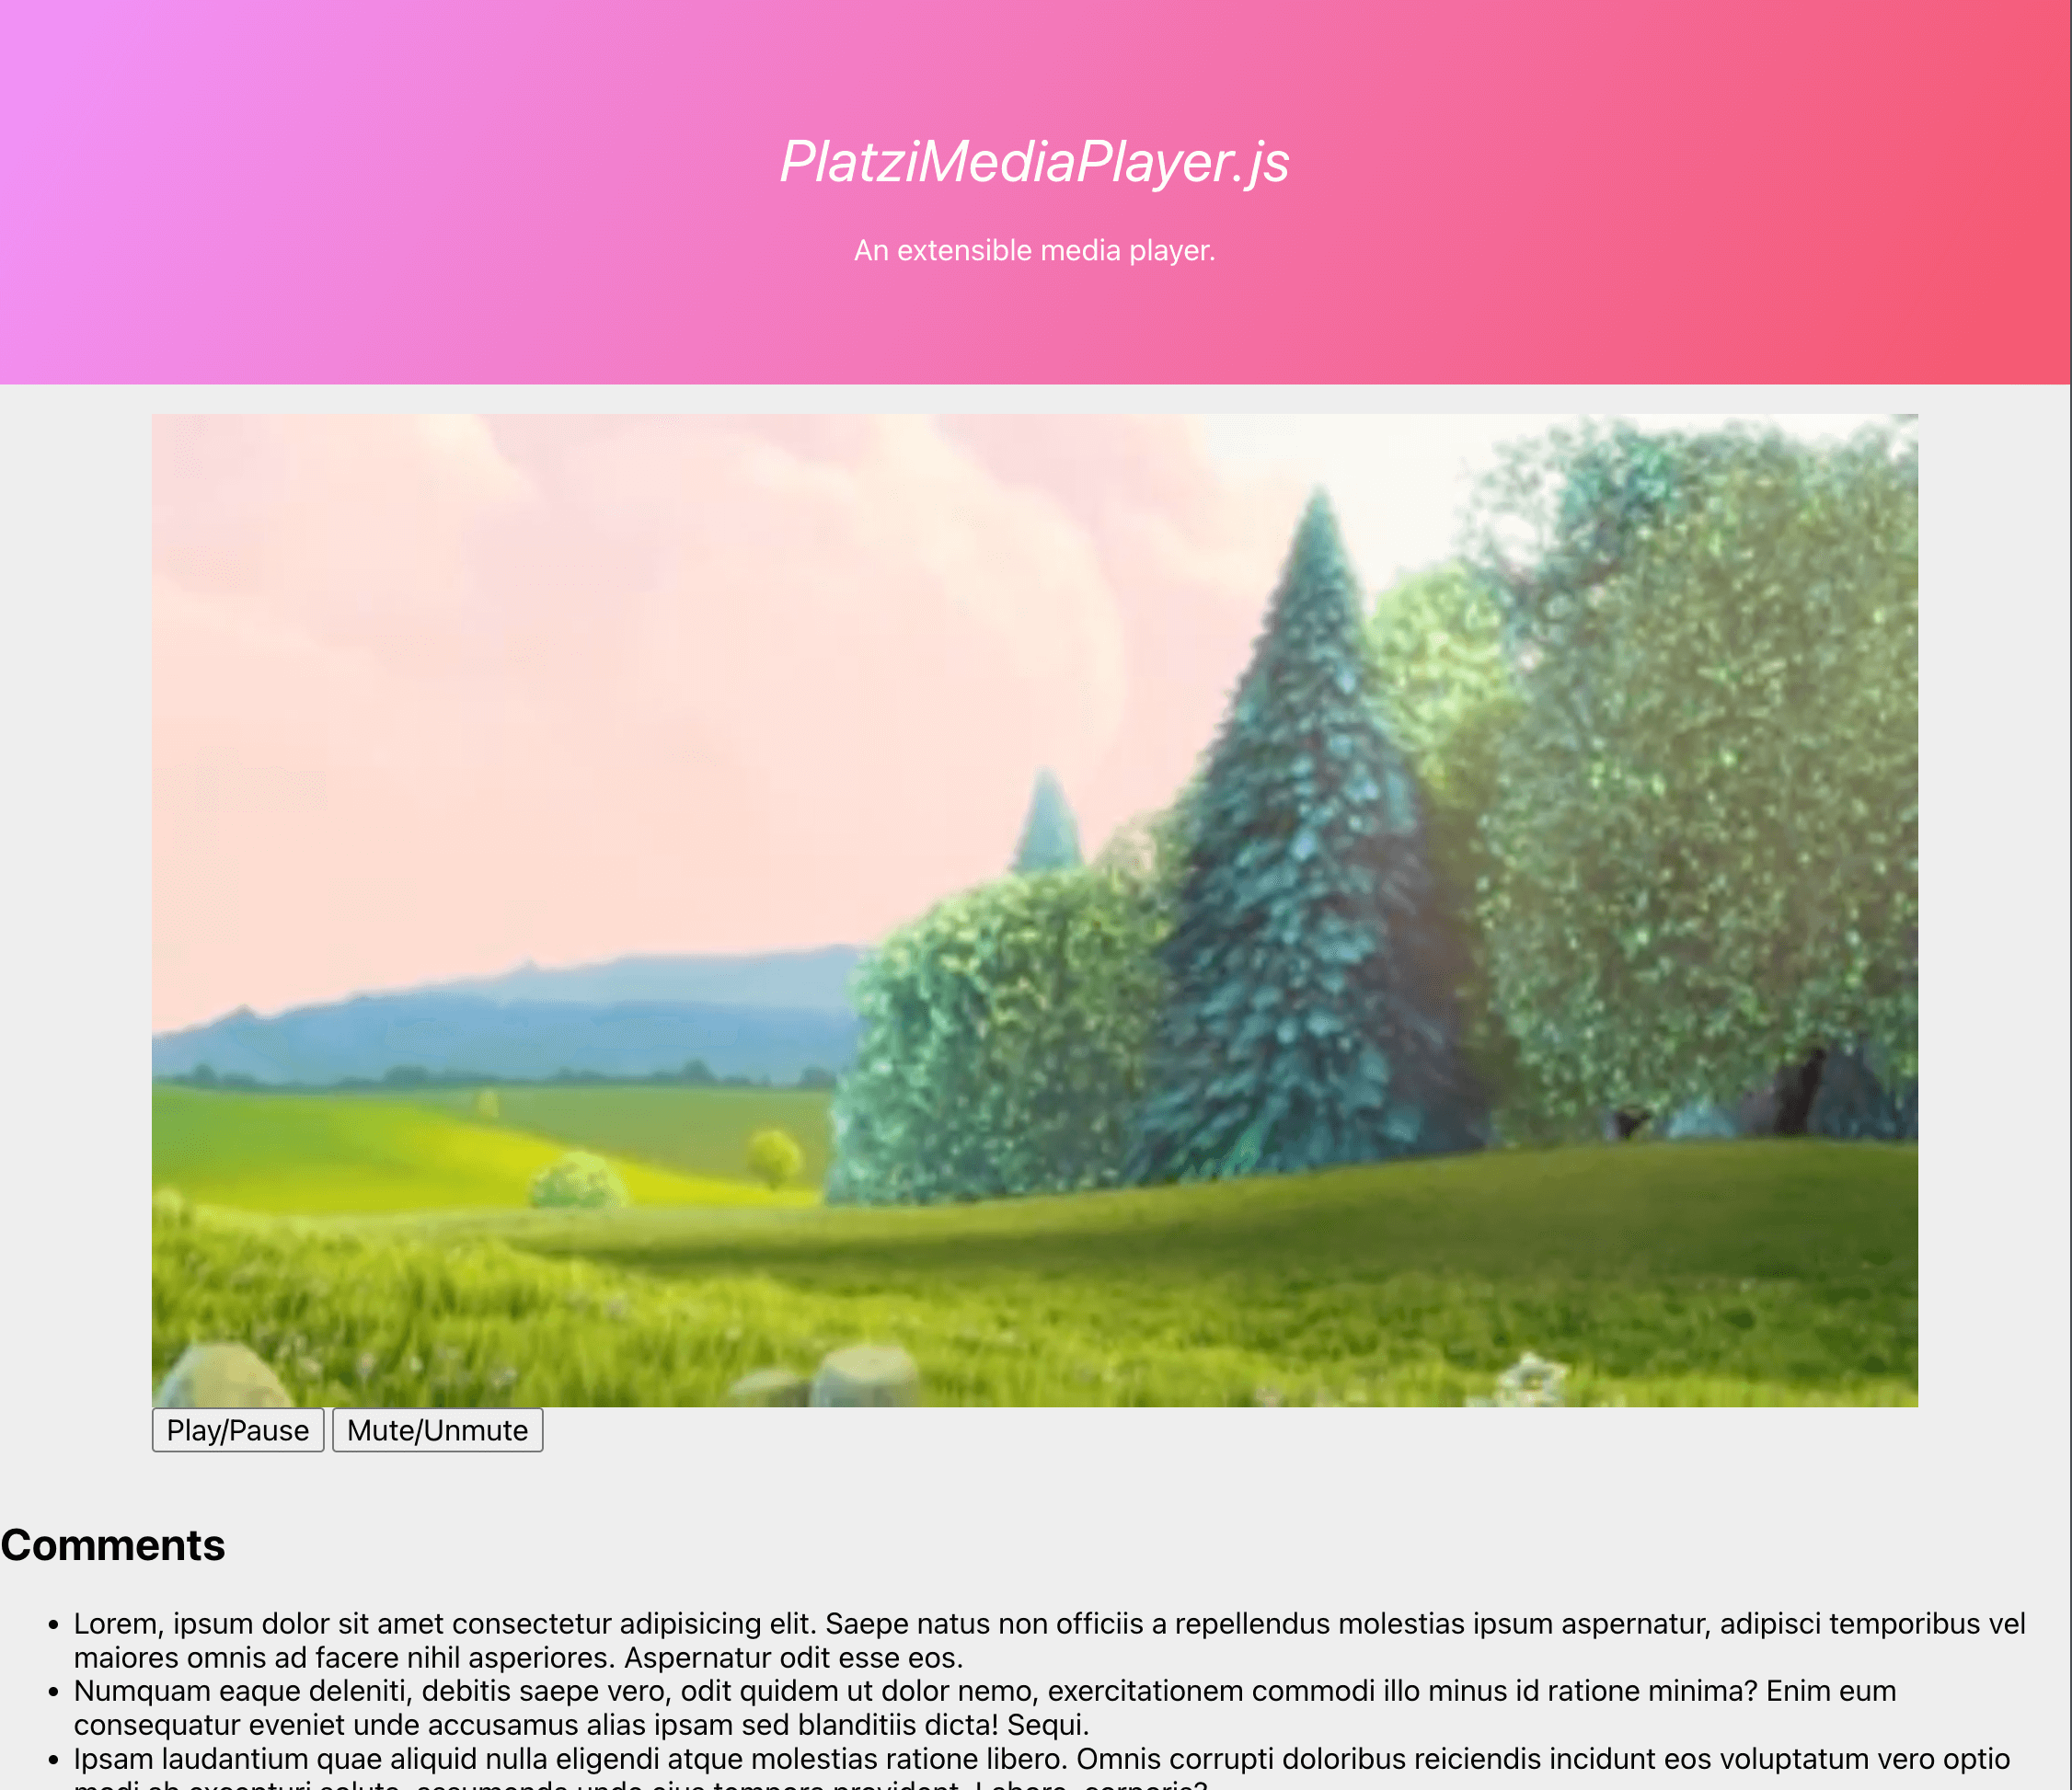 PlatziMediaPlayer.js
An extensible media player.
Play/Pause Mute/Unmute
Comments
• Lorem, ipsum dolor sit amet consectetur adipisicing elit. Saepe natus non officiis a repellendus molestias ipsum aspernatur, adipisci temporibus vel
maiores omnis ad facere nihil asperiores. Aspernatur odit esse eos.
• Numquam eaque deleniti, debitis saepe vero, odit quidem ut dolor nemo, exercitationem commodi illo minus id ratione minima? Enim eum
consequatur eveniet unde accusamus alias ipsam sed blanditiis dicta! Sequi.
• Ipsam laudantium quae aliquid nulla eligendi atque molestias ratione libero. Omnis corrupti doloribus reiciendis incidunt eos voluptatum vero optio